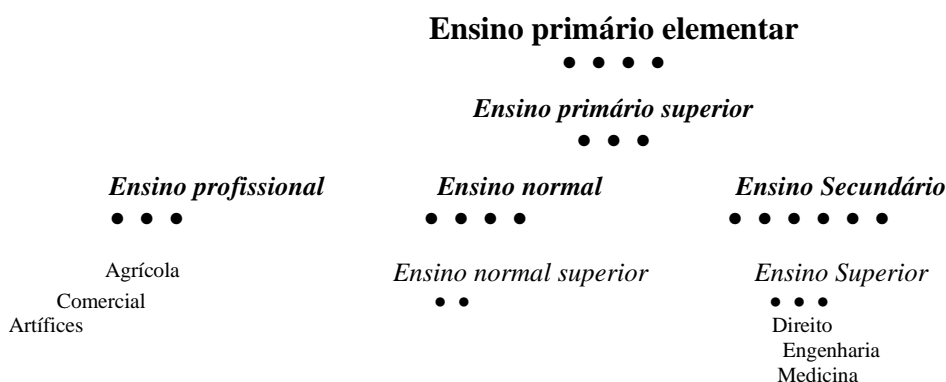 Ensino primário elementar
● ● ● ●
Ensino primário superior
● ● ●
Ensino profissional Ensino normal Ensino Secundário
● ● ● ● ● ● ● ● ● ● ● ● ●
Agrícola Ensino normal superior Ensino Superior
Comercial ● ● ● ● ●
Artífices Direito
Engenharia
Medicina